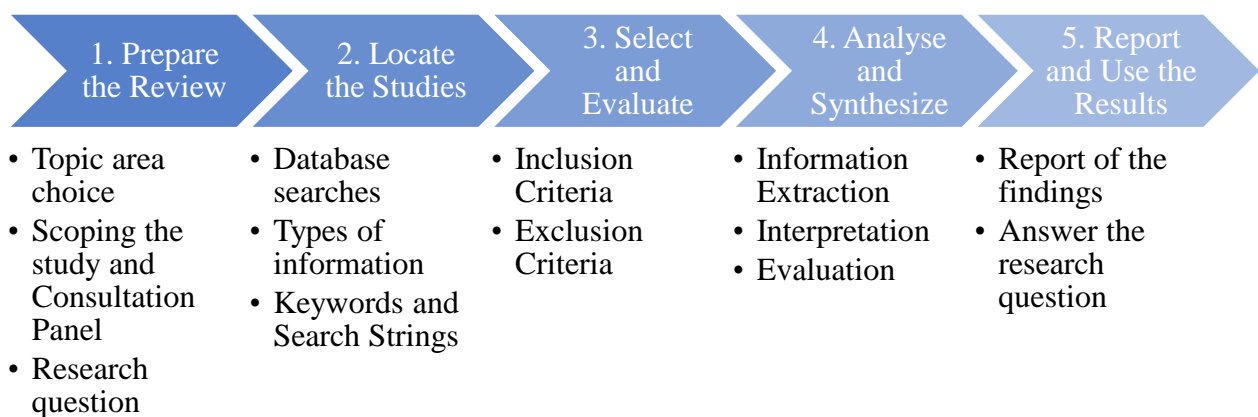 1. Prepare
the Review
2. Locate
the Studies
3. Select
and
Evaluate
4. Analyse
and
Synthesize
5. Report
and Use the
Results
• Topic area
choice
• Scoping the
study and
Consultation
Panel
• Research
question
• Database
searches
• Types of
information
• Keywords and
Search Strings
• Inclusion
Criteria
• Exclusion
Criteria
• Information
Extraction
• Interpretation
• Evaluation
• Report of the
findings
• Answer the
research
question